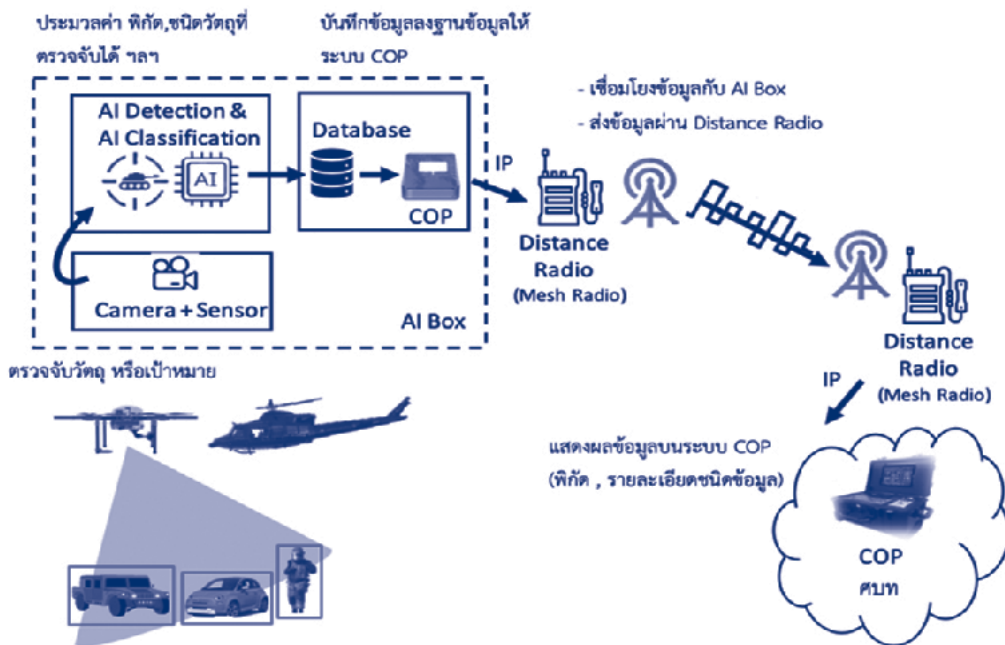 ประมวลค่า พิกัด,ชนิดวัตถุที่
ตรวจจับได้ ฯลฯ
บันทึกข้อมูลลงฐานข้อมูลให้
ระบบ COP
AI Detection &
AI Classification
AI
Database
COP
IP
- เชื่อมโยงข้อมูลกับ AI Box
- ส่งข้อมูลผ่าน Distance Radio
Distance
Radio
(Mesh Radio)
Camera + Sensor
AI Box
Distance
Radio
(Mesh Radio)
IP
ตรวจจับวัตถุ หรือเป้าหมาย
แสดงผลข้อมูลบนระบบ COP
(พิกัด , รายละเอียดชนิดข้อมูล)
COP
ศบท